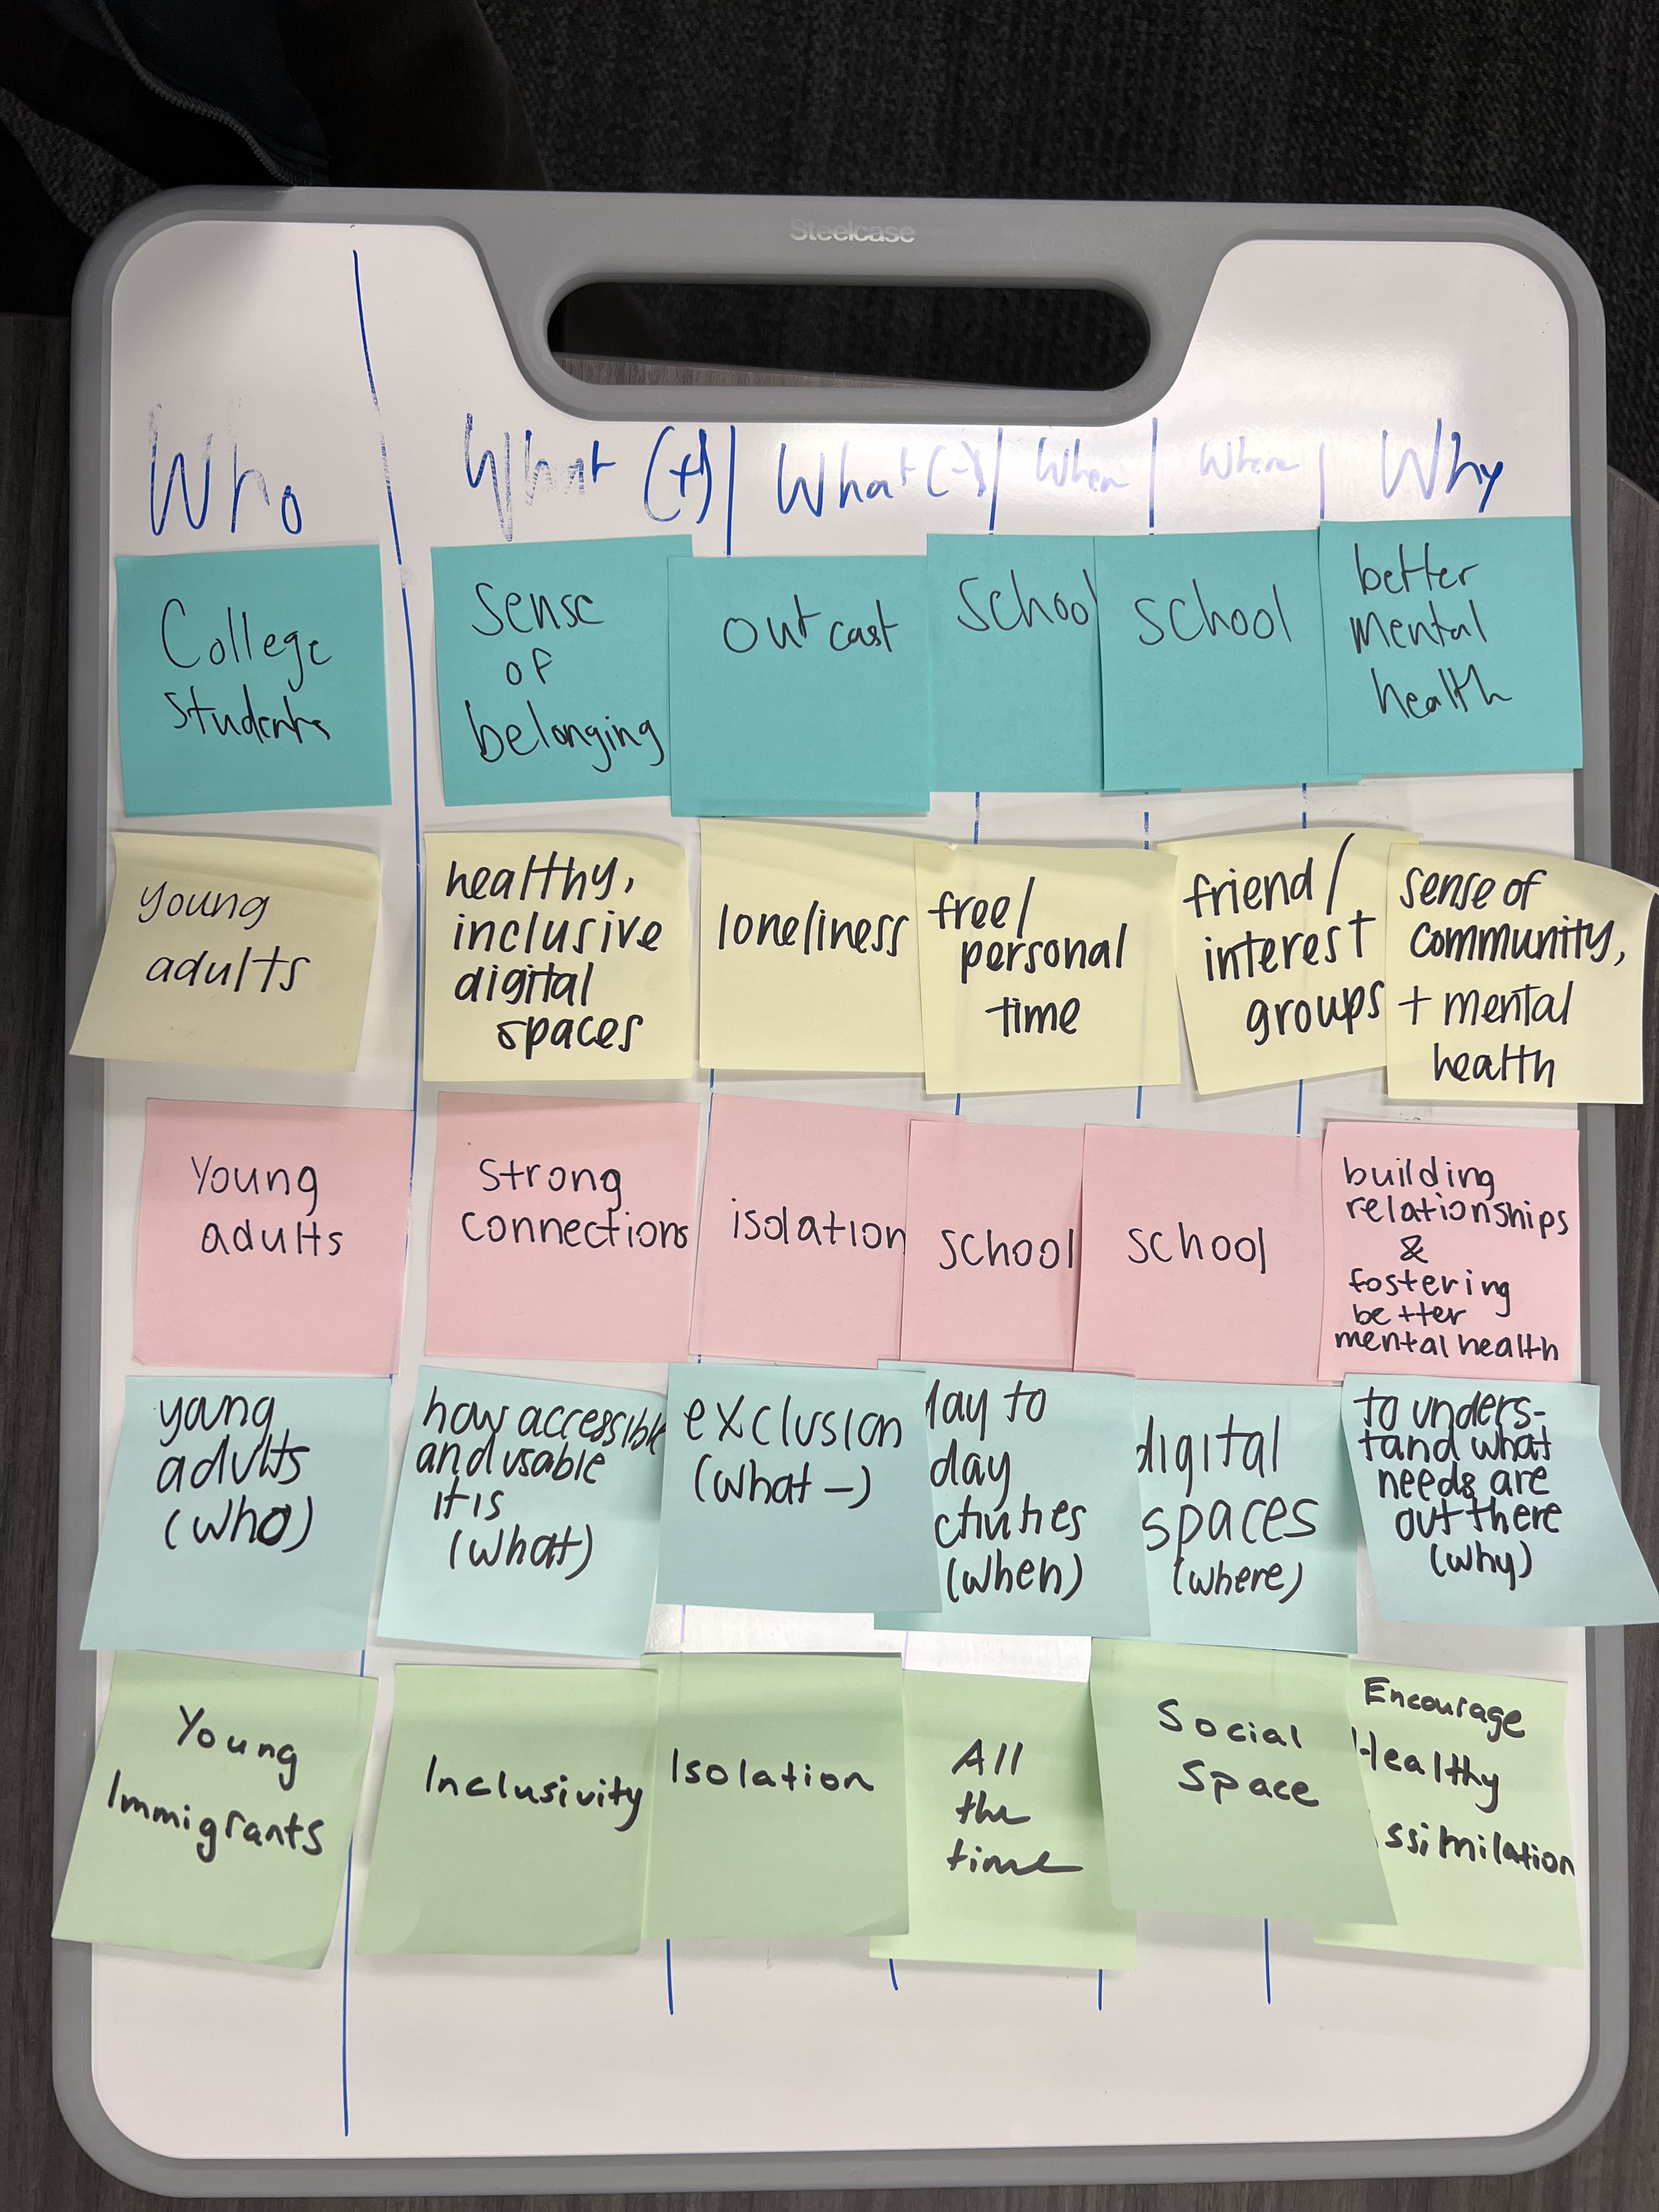 Steelcase
Who
What (+)
What (-)
When
Where
Why
College
students
Sense
of
belonging
outcast
School
School
better
mental
health
young
adults
healthy,
inclusive
digital
spaces
loneliness
free/
personal
time
friend/
interest
groups
sense of
community,
+ mental
health
Young
adults
strong
connections
isolation
school
school
building
relationships
&
fostering
better
mental health
young
adults
(who)
how accessible
and usable
it is
(what)
exclusion
(what -)
day to
day
ctivities
(when)
digital
spaces
(where)
to unders-
tand what
needs are
out there
(why)
Young
Immigrants
Inclusivity
Isolation
All
the
time
Social
Space
Encourage
Healthy
ssimilation